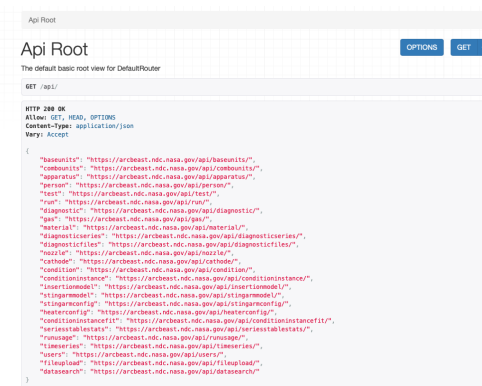 Api Root
Api Root
OPTIONS GET
The default basic root view for DefaultRouter
GET /api/
HTTP 200 OK
Allow: GET, HEAD, OPTIONS
Content-Type: application/json
Vary: Accept
{
"baseunits": "https://arcbeast.ndc.nasa.gov/api/baseunits/",
"combounits": "https://arcbeast.ndc.nasa.gov/api/combounits/",
"apparatus": "https://arcbeast.ndc.nasa.gov/api/apparatus/",
"person": "https://arcbeast.ndc.nasa.gov/api/person/",
"test": "https://arcbeast.ndc.nasa.gov/api/test/",
"run": "https://arcbeast.ndc.nasa.gov/api/run/",
"diagnostic": "https://arcbeast.ndc.nasa.gov/api/diagnostic/",
"gas": "https://arcbeast.ndc.nasa.gov/api/gas/",
"material": "https://arcbeast.ndc.nasa.gov/api/material/",
"diagnosticseries": "https://arcbeast.ndc.nasa.gov/api/diagnosticseries/",
"diagnosticfiles": "https://arcbeast.ndc.nasa.gov/api/diagnosticfiles/",
"nozzle": "https://arcbeast.ndc.nasa.gov/api/nozzle/",
"cathode": "https://arcbeast.ndc.nasa.gov/api/cathode/",
"condition": "https://arcbeast.ndc.nasa.gov/api/condition/",
"conditioninstance": "https://arcbeast.ndc.nasa.gov/api/conditioninstance/",
"insertionmodel": "https://arcbeast.ndc.nasa.gov/api/insertionmodel/",
"stingarmmodel": "https://arcbeast.ndc.nasa.gov/api/stingarmmodel/",
"stingarmconfig": "https://arcbeast.ndc.nasa.gov/api/stingarmconfig/",
"heaterconfig": "https://arcbeast.ndc.nasa.gov/api/heaterconfig/",
"conditioninstancefit": "https://arcbeast.ndc.nasa.gov/api/conditioninstancefit/",
"seriesstablestats": "https://arcbeast.ndc.nasa.gov/api/seriesstablestats/",
"runusage": "https://arcbeast.ndc.nasa.gov/api/runusage/",
"timeseries": "https://arcbeast.ndc.nasa.gov/api/timeseries/",
"users": "https://arcbeast.ndc.nasa.gov/api/users/",
"fileupload": "https://arcbeast.ndc.nasa.gov/api/fileupload/",
"datasearch": "https://arcbeast.ndc.nasa.gov/api/datasearch/"
}